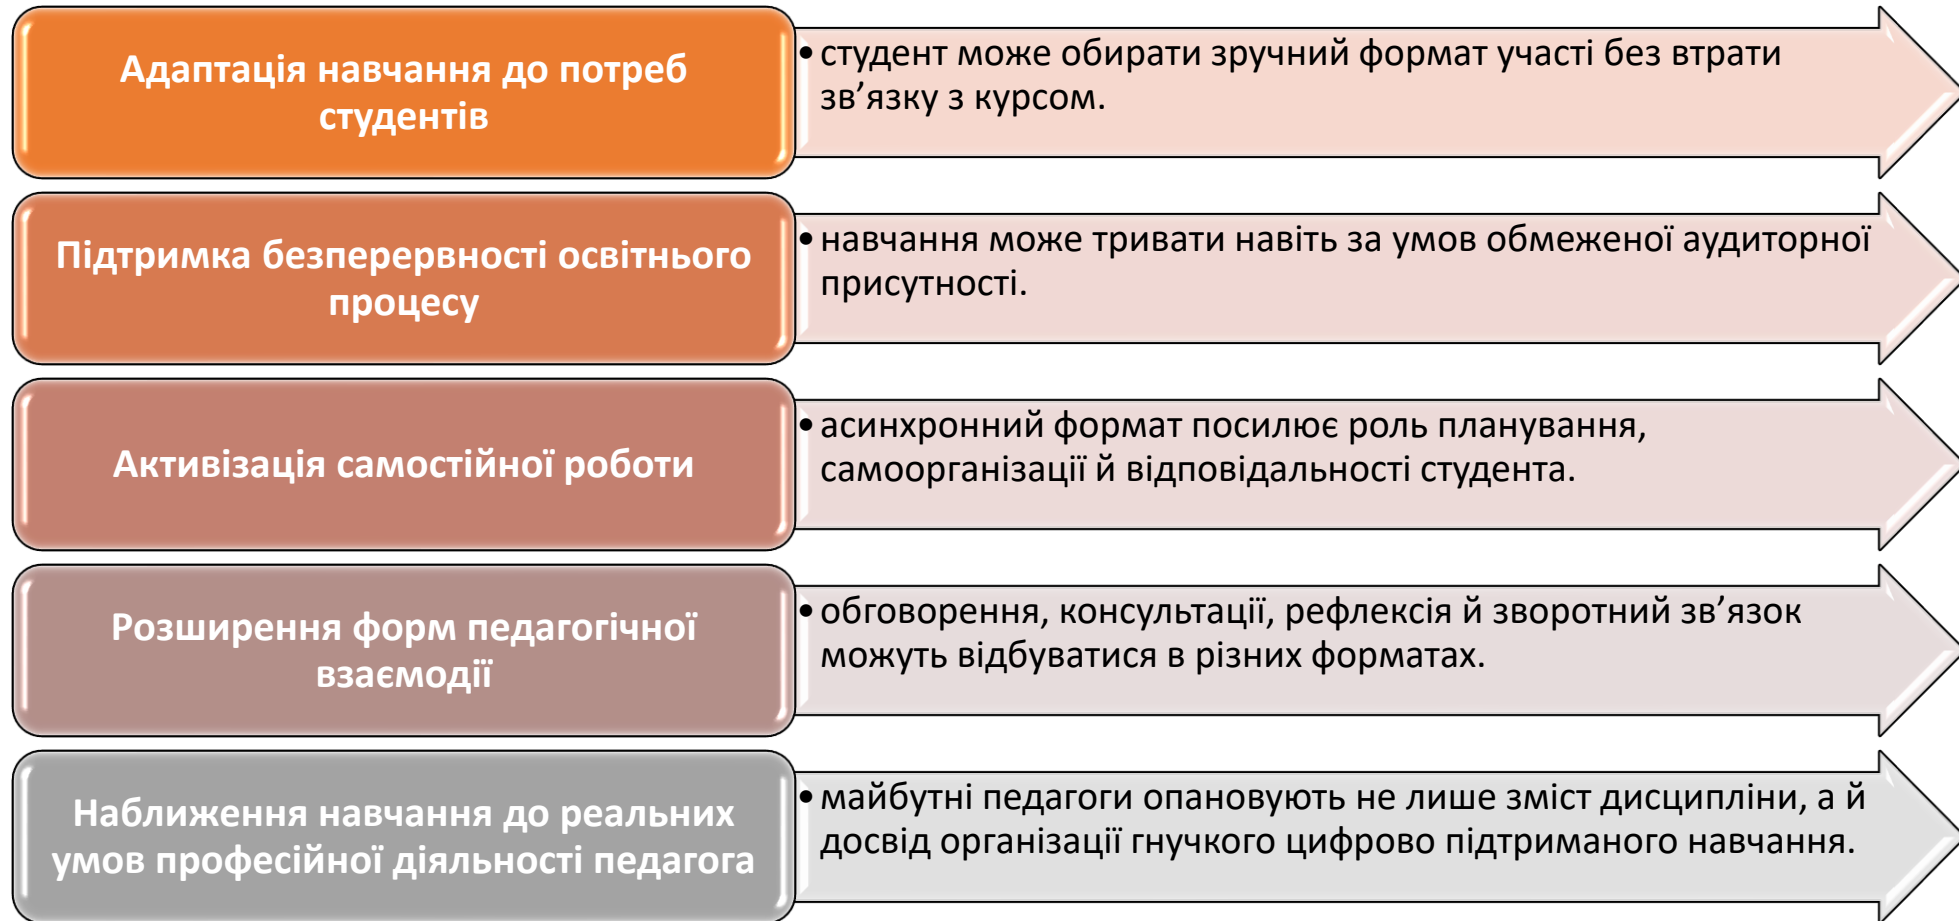 Адаптація навчання до потреб
студентів
• студент може обирати зручний формат участі без втрати
зв’язку з курсом.
Підтримка безперервності освітнього
процесу
• навчання може тривати навіть за умов обмеженої аудиторної
присутності.
Активізація самостійної роботи
• асинхронний формат посилює роль планування,
самоорганізації й відповідальності студента.
Розширення форм педагогічної
взаємодії
• обговорення, консультації, рефлексія й зворотний зв’язок
можуть відбуватися в різних форматах.
Наближення навчання до реальних
умов професійної діяльності педагога
• майбутні педагоги опановують не лише зміст дисципліни, а й
досвід організації гнучкого цифрово підтриманого навчання.